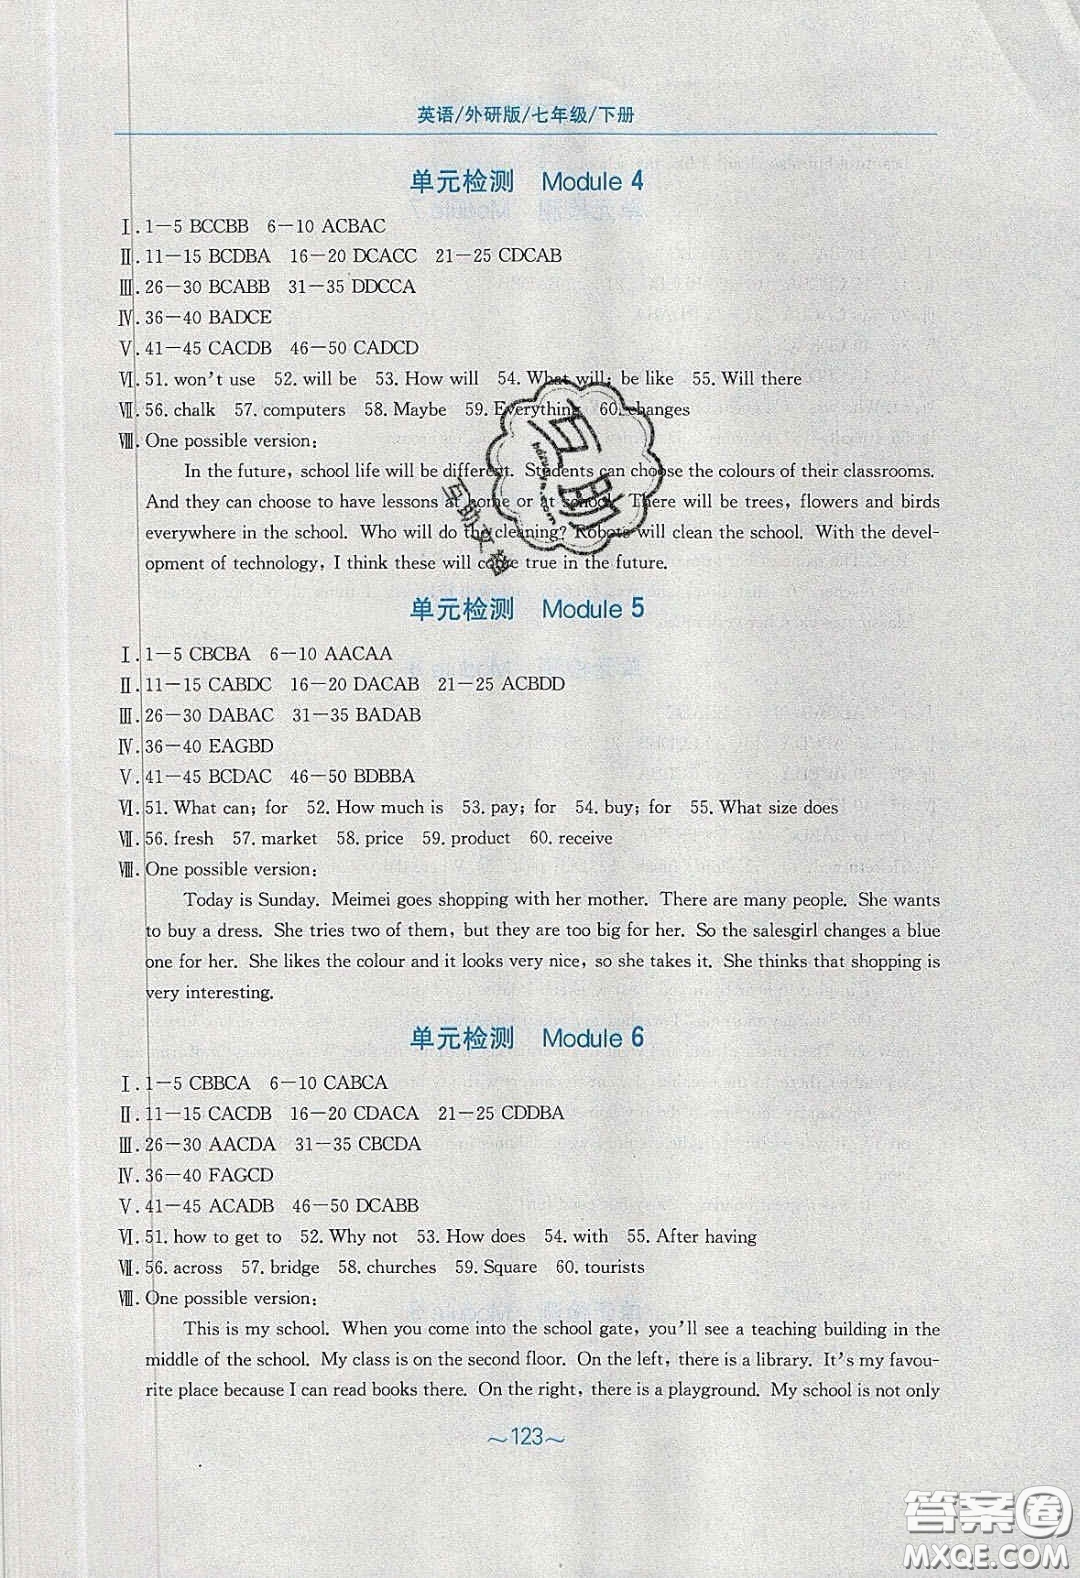 英语/外研版/七年级/下册
单元检测 Module 4
Ⅰ. 1—5 BCCBB 6—10 ACBAC
Ⅱ. 11—15 BCDBA 16—20 DCACC 21—25 CDCAB
Ⅲ. 26—30 BCABB 31—35 DDCCA
Ⅳ. 36—40 BADCE
Ⅴ. 41—45 CACDB 46—50 CADCD
Ⅵ. 51. won't use 52. will be 53. How will 54. What will; be like 55. Will there
Ⅶ. 56. chalk 57. computers 58. Maybe 59. Everything 60. changes
Ⅷ. One possible version:
In the future, school life will be different. Students can choose the colours of their classrooms.
And they can choose to have lessons at home or at school. There will be trees, flowers and birds
everywhere in the school. Who will do the cleaning? Robots will clean the school. With the devel-
opment of technology, I think these will come true in the future.
单元检测 Module 5
Ⅰ. 1—5 CBCBA 6—10 AACAA
Ⅱ. 11—15 CABDC 16—20 DACAB 21—25 ACBDD
Ⅲ. 26—30 DABAC 31—35 BADAB
Ⅳ. 36—40 EAGBD
Ⅴ. 41—45 BCDAC 46—50 BDBBA
Ⅵ. 51. What can; for 52. How much is 53. pay; for 54. buy; for 55. What size does
Ⅶ. 56. fresh 57. market 58. price 59. product 60. receive
Ⅷ. One possible version:
Today is Sunday. Meimei goes shopping with her mother. There are many people. She wants
to buy a dress. She tries two of them, but they are too big for her. So the salesgirl changes a blue
one for her. She likes the colour and it looks very nice, so she takes it. She thinks that shopping is
very interesting.
单元检测 Module 6
Ⅰ. 1—5 CBBCA 6—10 CABCA
Ⅱ. 11—15 CACDB 16—20 CDACA 21—25 CDDBA
Ⅲ. 26—30 AACDA 31—35 CBCDA
Ⅳ. 36—40 FAGCD
Ⅴ. 41—45 ACADB 46—50 DCABB
Ⅵ. 51. how to get to 52. Why not 53. How does 54. with 55. After having
Ⅶ. 56. across 57. bridge 58. churches 59. Square 60. tourists
Ⅷ. One possible version:
This is my school. When you come into the school gate, you'll see a teaching building in the
middle of the school. My class is on the second floor. On the left, there is a library. It's my favou-
rite place because I can read books there. On the right, there is a playground. My school is not only
~123~
答案圈
MXQE.COM
互助
互助文档